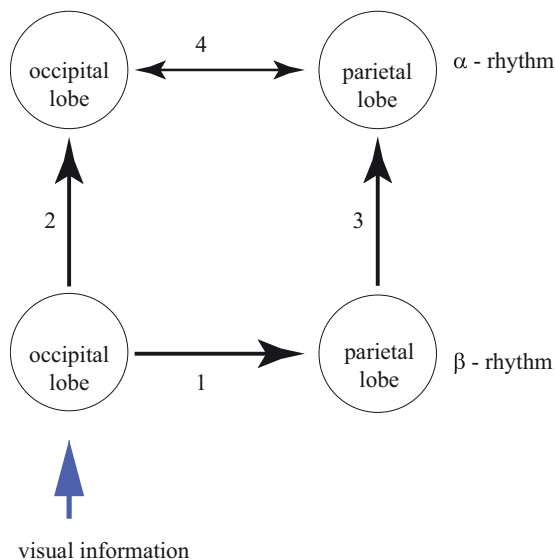 4
occipital
lobe
parietal
lobe
α - rhythm
2
3
occipital
lobe
parietal
lobe
β - rhythm
1
visual information